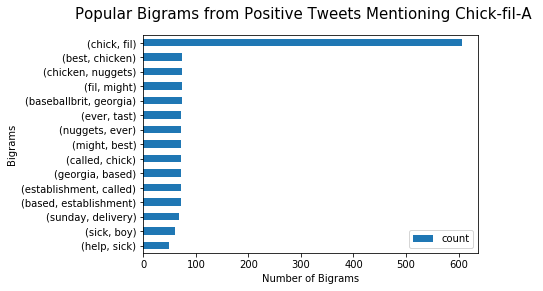 Popular Bigrams from Positive Tweets Mentioning Chick-fil-A
(chick, fil)
(best, chicken)
(chicken, nuggets)
(fil, might)
(baseballbrit, georgia)
(ever, tast)
(nuggets, ever)
(might, best)
(called, chick)
(georgia, based)
(establishment, called)
(based, establishment)
(sunday, delivery)
(sick, boy)
(help, sick)
Bigrams
count
0 100 200 300 400 500 600
Number of Bigrams